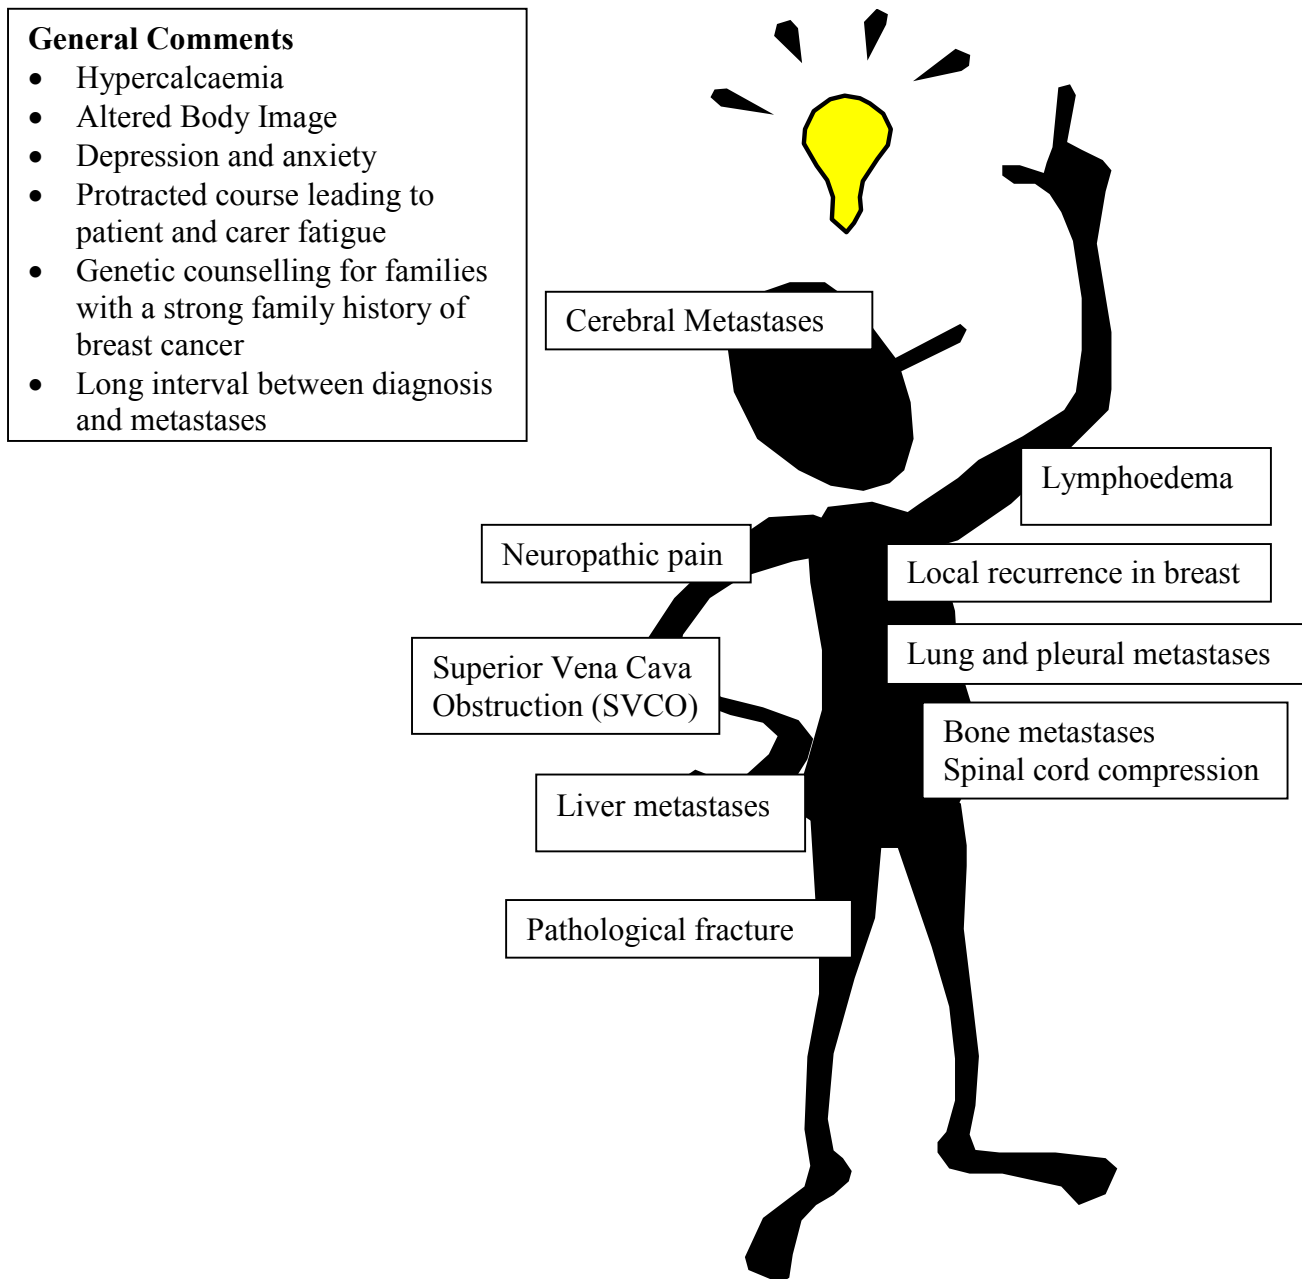 General Comments
• Hypercalcaemia
• Altered Body Image
• Depression and anxiety
• Protracted course leading to
patient and carer fatigue
• Genetic counselling for families
with a strong family history of
breast cancer
• Long interval between diagnosis
and metastases
Cerebral Metastases
Lymphoedema
Neuropathic pain
Local recurrence in breast
Superior Vena Cava
Obstruction (SVCO)
Lung and pleural metastases
Bone metastases
Spinal cord compression
Liver metastases
Pathological fracture